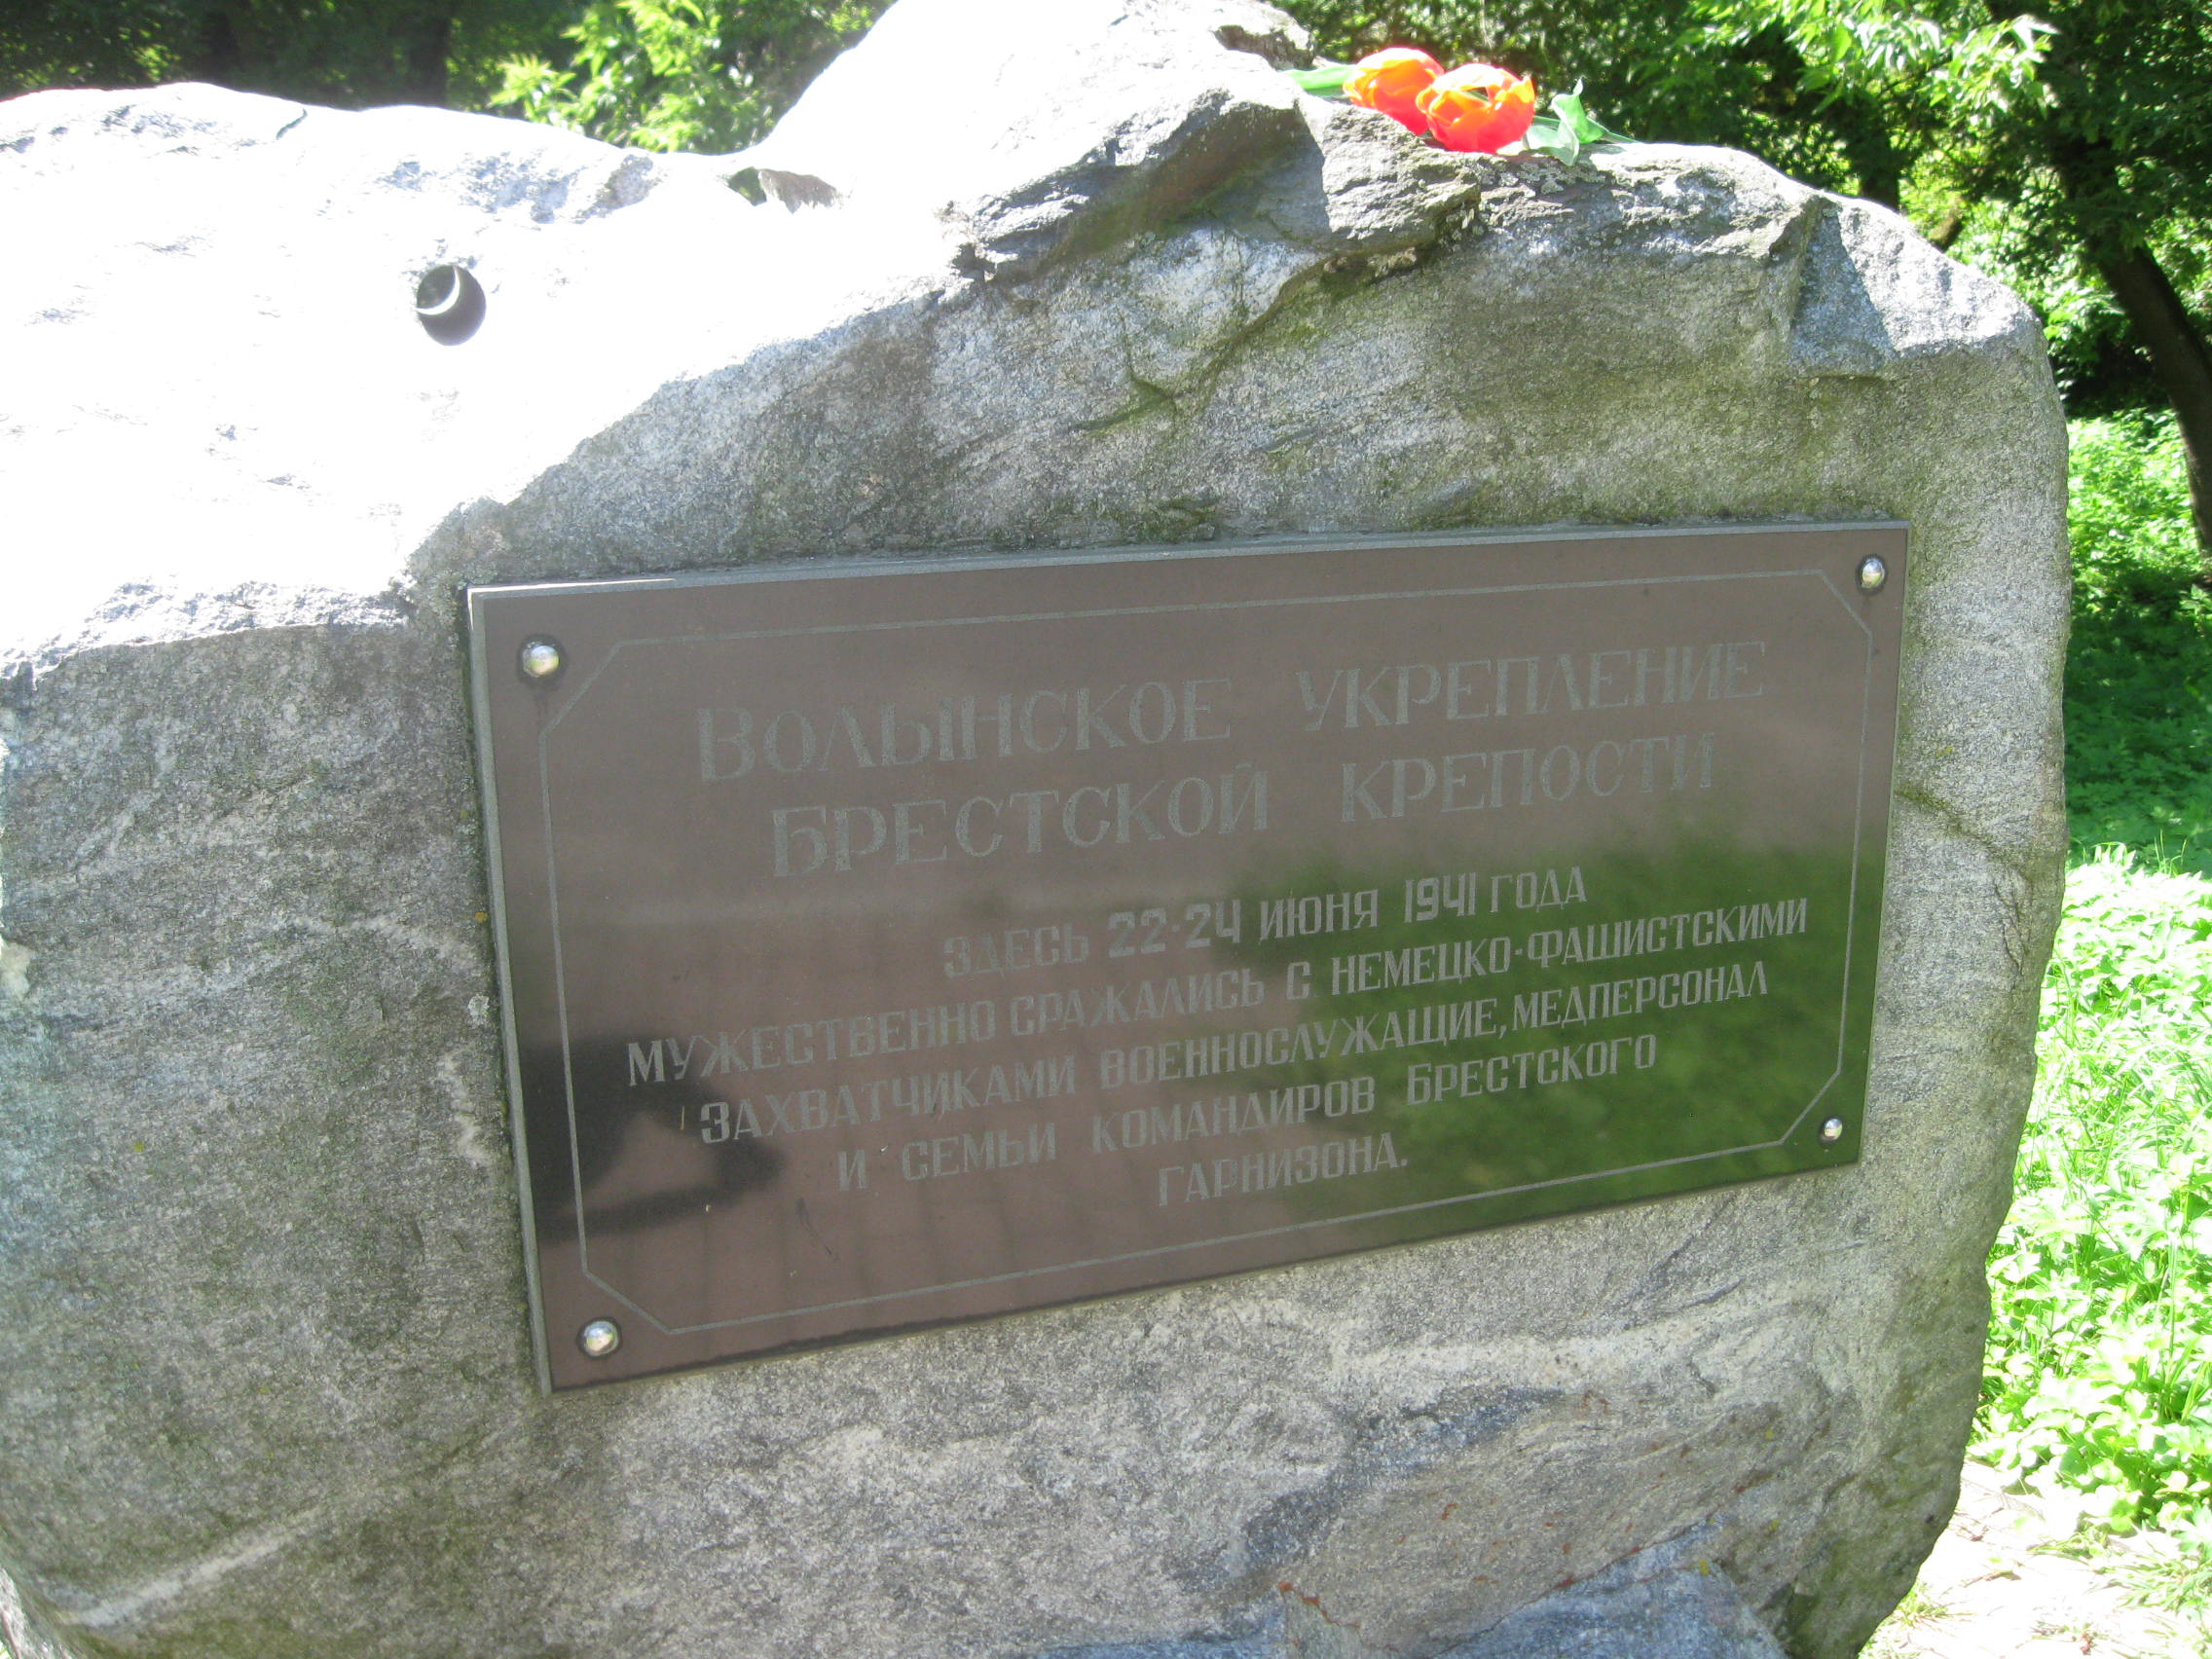 ВОЛЫНСКОЕ УКРЕПЛЕНИЕ
БРЕСТСКОЙ КРЕПОСТИ
ЗДЕСЬ 22-24 ИЮНЯ 1941 ГОДА
МУЖЕСТВЕННО СРАЖАЛИСЬ С НЕМЕЦКО-ФАШИСТСКИМИ
ЗАХВАТЧИКАМИ ВОЕННОСЛУЖАЩИЕ, МЕДПЕРСОНАЛ
И СЕМЬИ КОМАНДИРОВ БРЕСТСКОГО
ГАРНИЗОНА.